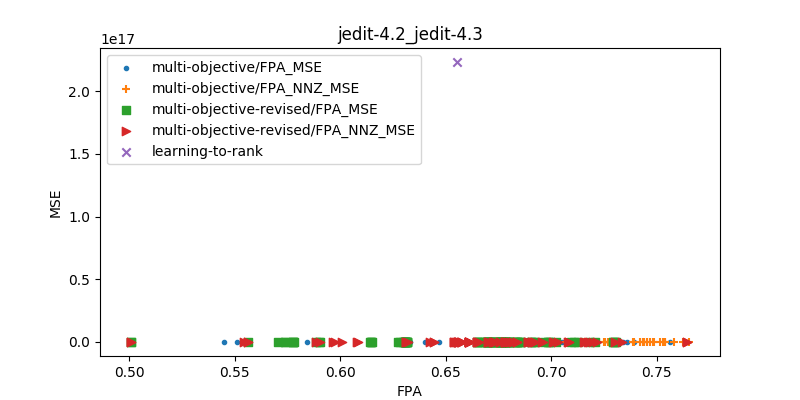 jedit-4.2_jedit-4.3
1e17
multi-objective/FPA_MSE
multi-objective/FPA_NNZ_MSE
multi-objective-revised/FPA_MSE
multi-objective-revised/FPA_NNZ_MSE
learning-to-rank
2.0
1.5
1.0
0.5
0.0
MSE
0.50 0.55 0.60 0.65 0.70 0.75
FPA